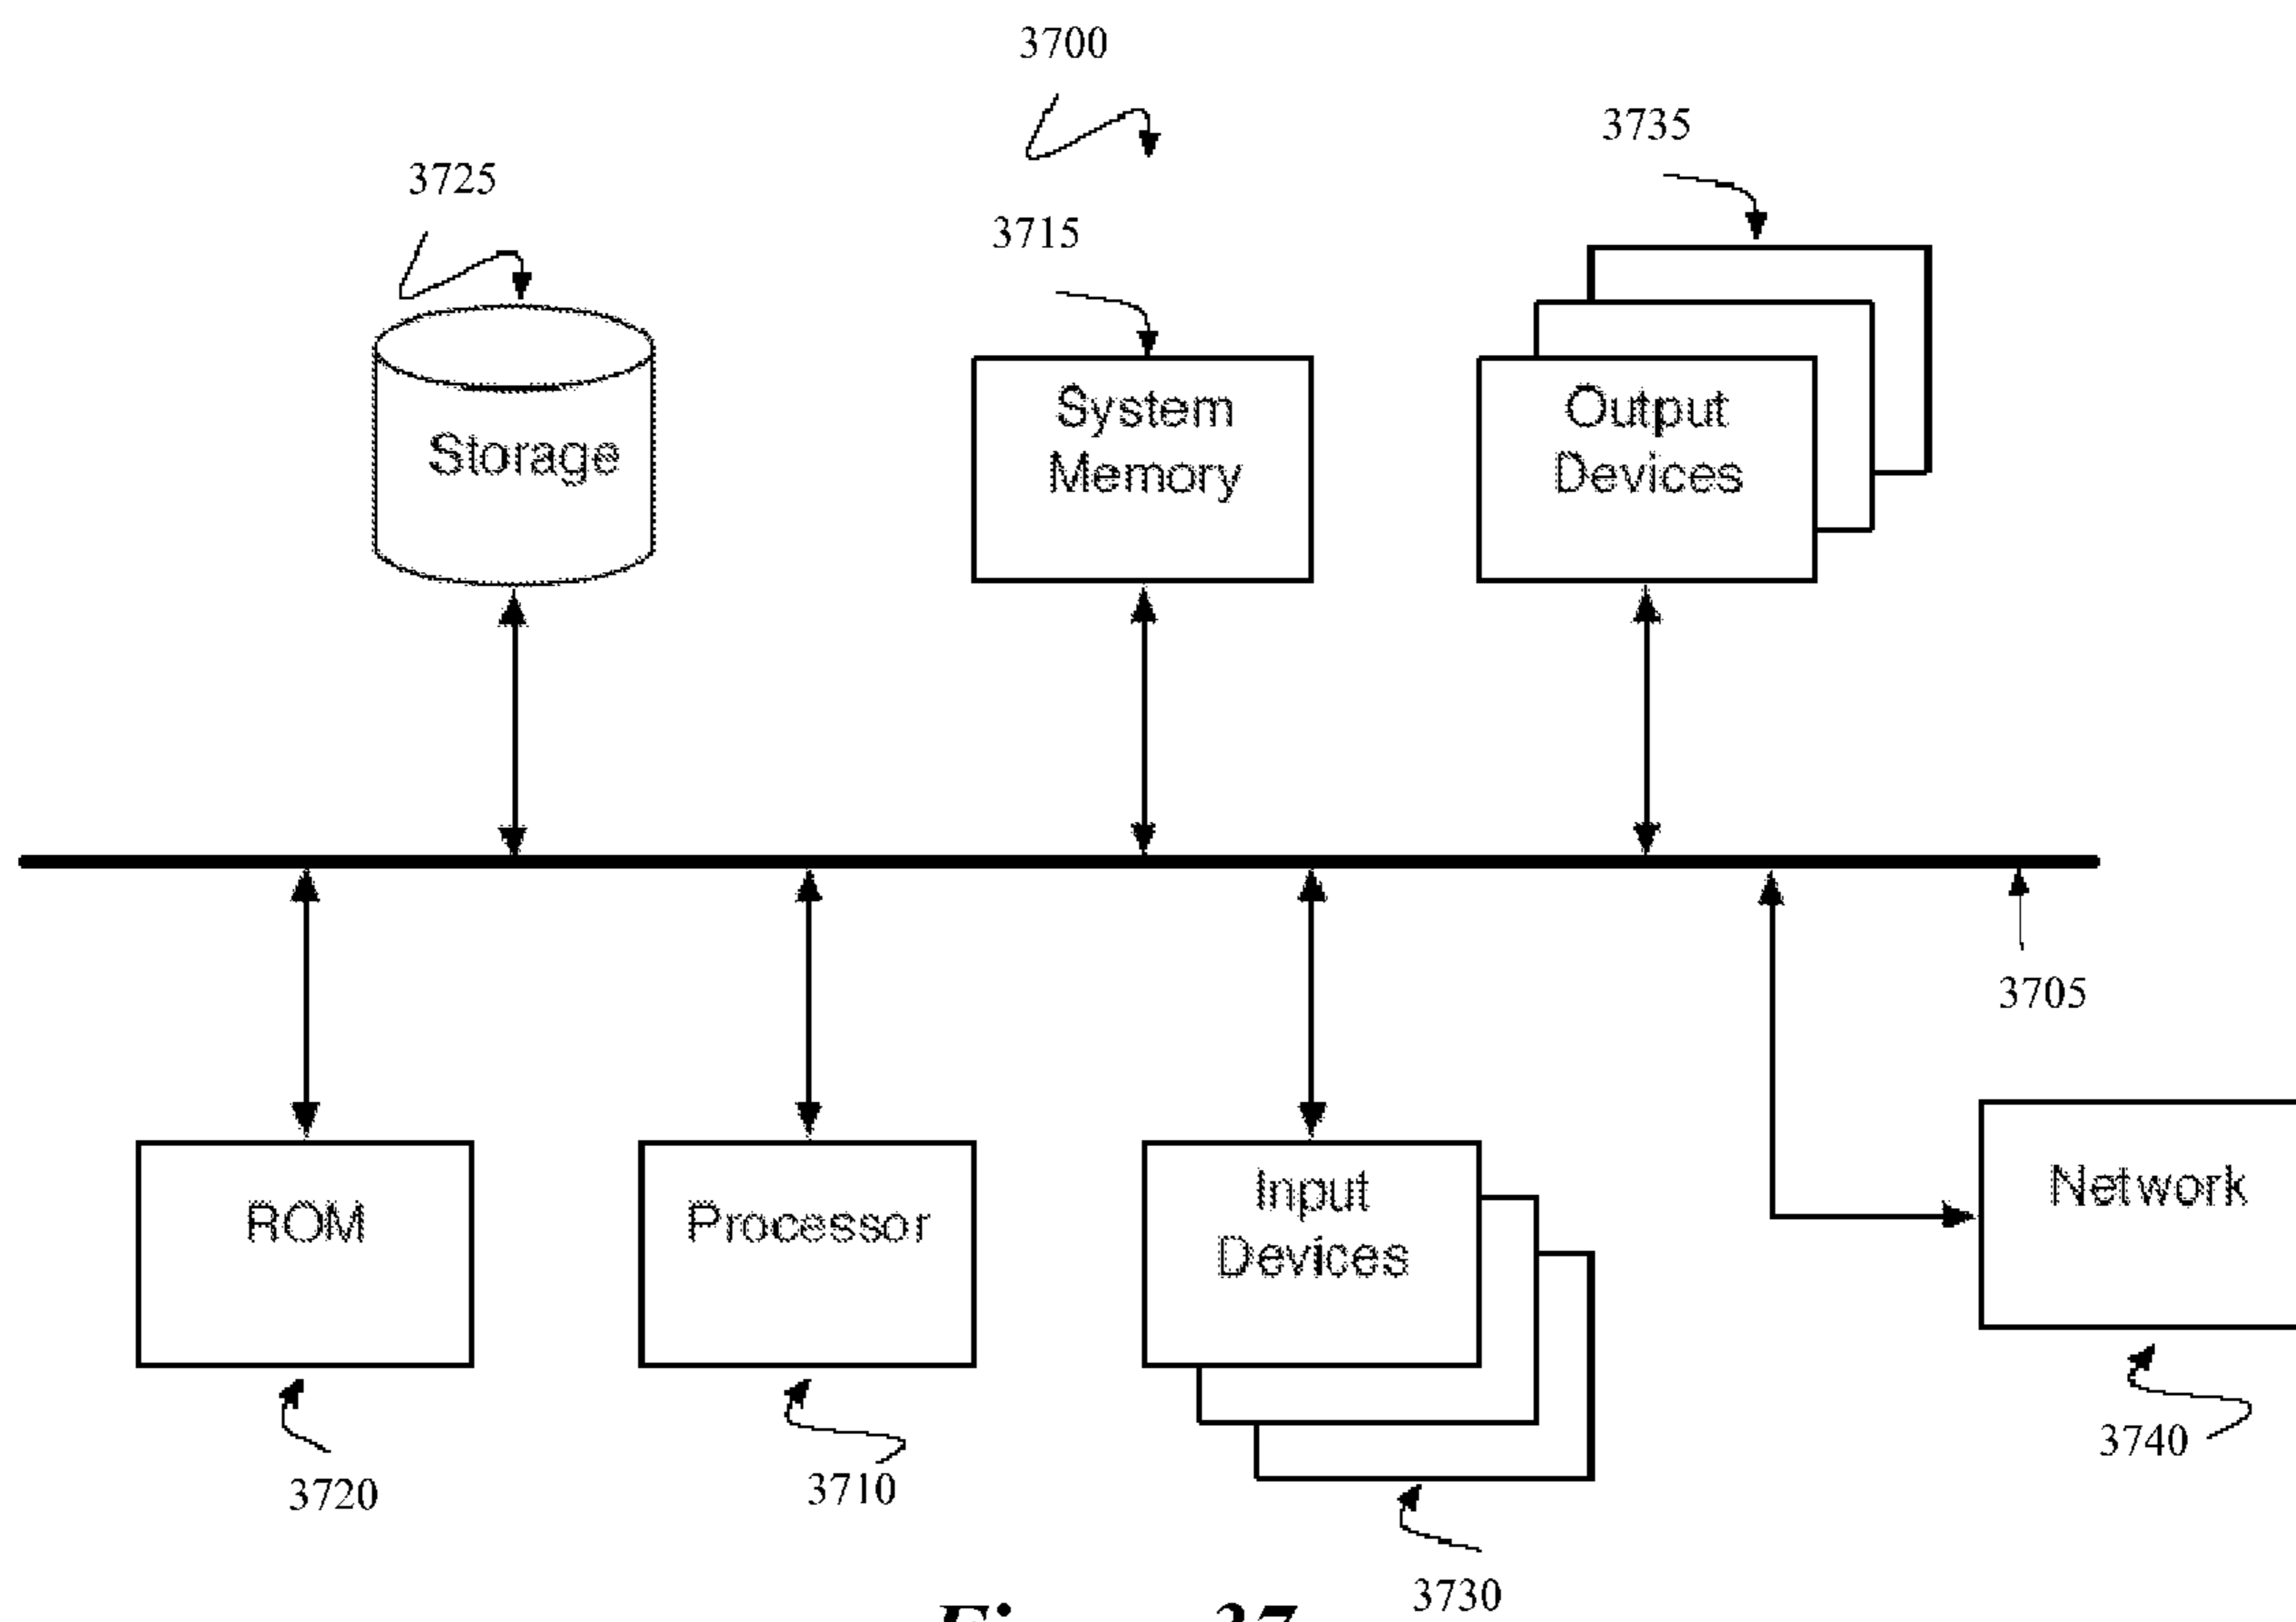 3700
3735
3725
3715
System
Memory
Output
Devices
Storage
3705
ROM
Processor
Input
Devices
Network
3740
3720
3710
3730
37